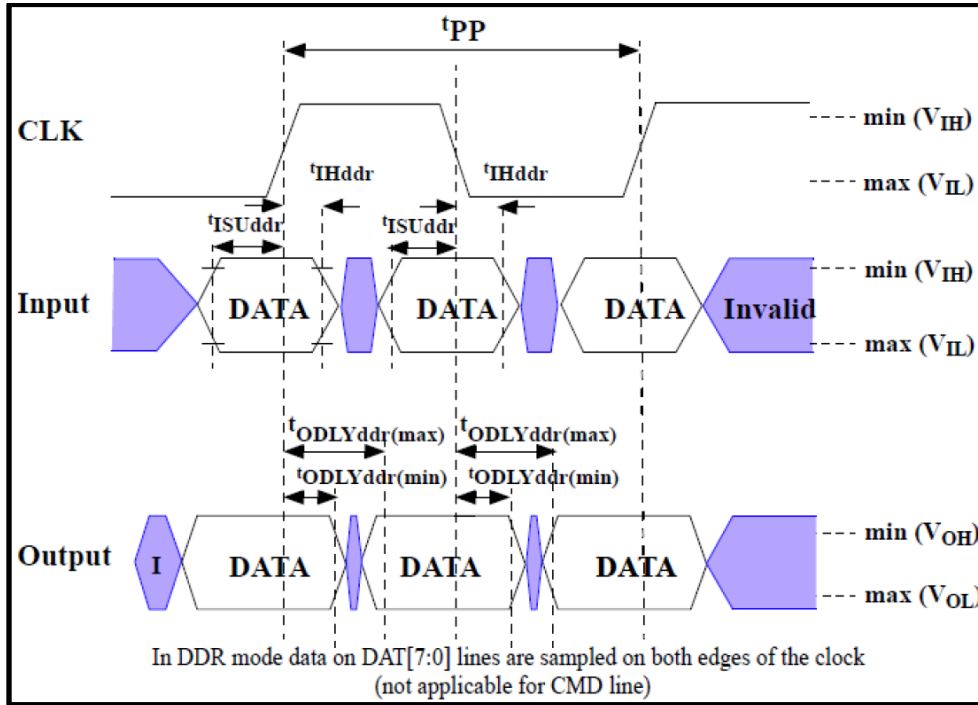 tPP
CLK
min (VIH)
max (VIL)
tIHddr
tIHddr
tISUddr
tISUddr
Input
DATA
DATA
DATA
Invalid
min (VIH)
max (VIL)
tODLYddr(max)
tODLYddr(max)
tODLYddr(min)
tODLYddr(min)
Output
I
DATA
DATA
DATA
min (VOH)
max (VOL)
In DDR mode data on DAT[7:0] lines are sampled on both edges of the clock
(not applicable for CMD line)